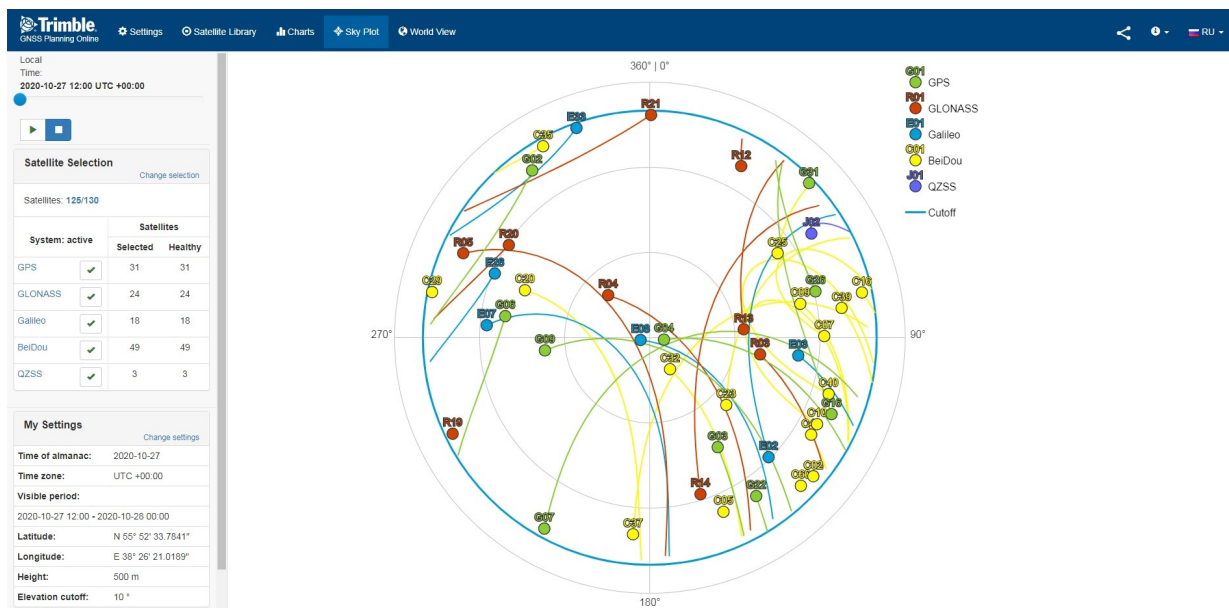 Trimble.
GNSS Planning Online
Settings
Satellite Library
Charts
Sky Plot
World View
RU
Local
Time:
2020-10-27 12:00 UTC +00:00
Satellite Selection
Change selection
Satellites: 125/130
System: active
Satellites
Selected Healthy
GPS 31 31
GLONASS 24 24
Galileo 18 18
BeiDou 49 49
QZSS 3 3
My Settings
Change settings
Time of almanac: 2020-10-27
Time zone: UTC +00:00
Visible period:
2020-10-27 12:00 - 2020-10-28 00:00
Latitude: N 55° 52' 33.7841"
Longitude: E 38° 26' 21.0189"
Height: 500 m
Elevation cutoff: 10 °
360° | 0°
R21
E33
C35
G02
R12
G31
J02
R05
R20
C25
E26
C29
C20
R04
G26
C16
C39
G06
E07
R13
C37
270°
90°
G09
E08
G04
R03
E03
C32
C23
C40
G16
R19
G03
E02
C02
R14
G22
C05
G07
C37
180°
G01
GPS
R01
GLONASS
E01
Galileo
C01
BeiDou
J01
QZSS
Cutoff